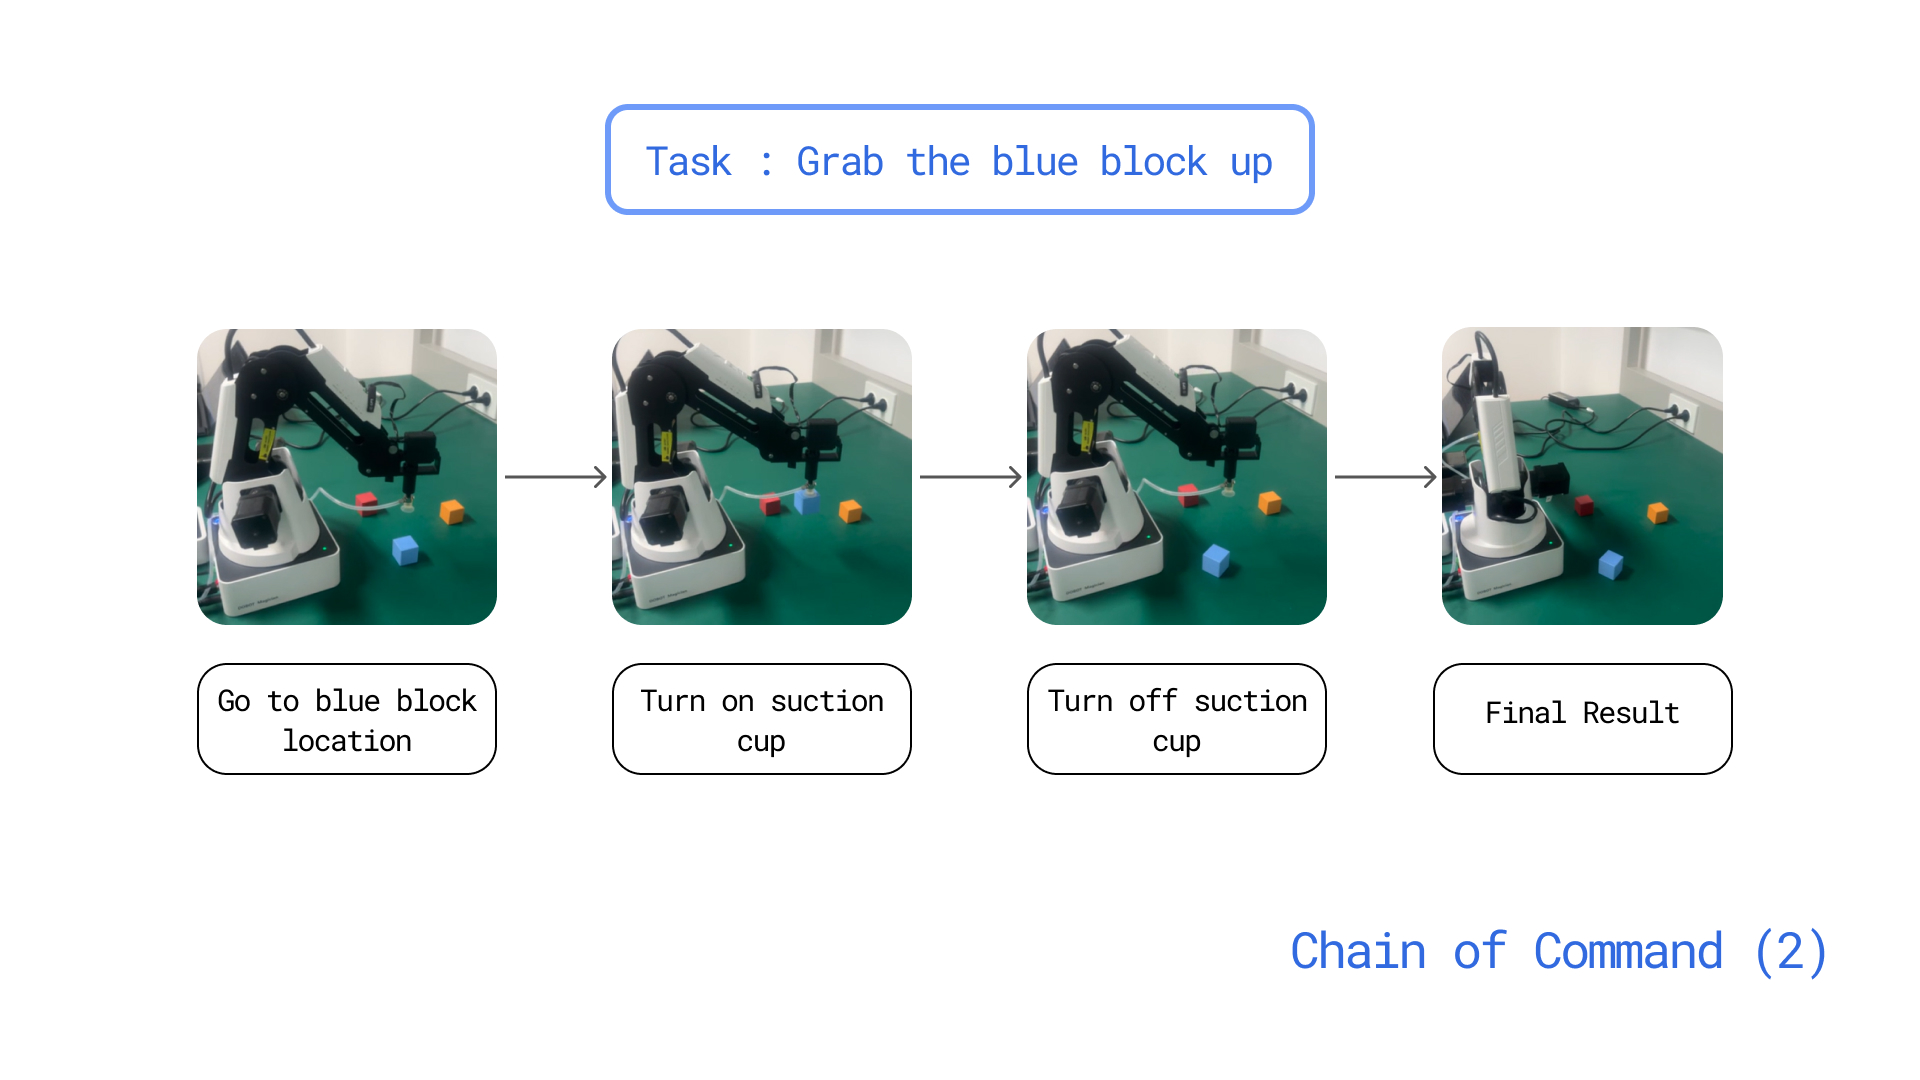 Task : Grab the blue block up
Go to blue block
location
Turn on suction
cup
Turn off suction
cup
Final Result
Chain of Command (2)